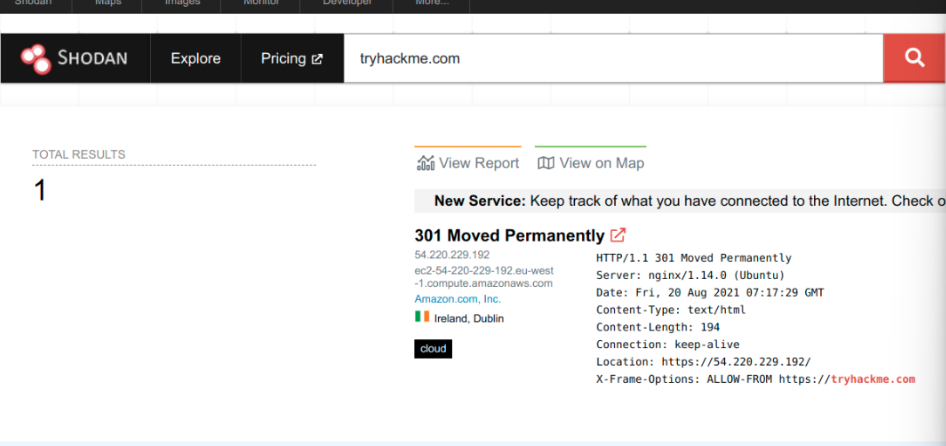 Shodan Maps Images Monitor Developer More...
SHODAN Explore Pricing tryhackme.com
TOTAL RESULTS
1
View Report View on Map
New Service: Keep track of what you have connected to the Internet. Check o
301 Moved Permanently
54.220.229.192
ec2-54-220-229-192.eu-west
-1.compute.amazonaws.com
Amazon.com, Inc.
Ireland, Dublin
cloud
HTTP/1.1 301 Moved Permanently
Server: nginx/1.14.0 (Ubuntu)
Date: Fri, 20 Aug 2021 07:17:29 GMT
Content-Type: text/html
Content-Length: 194
Connection: keep-alive
Location: https://54.220.229.192/
X-Frame-Options: ALLOW-FROM https://tryhackme.com